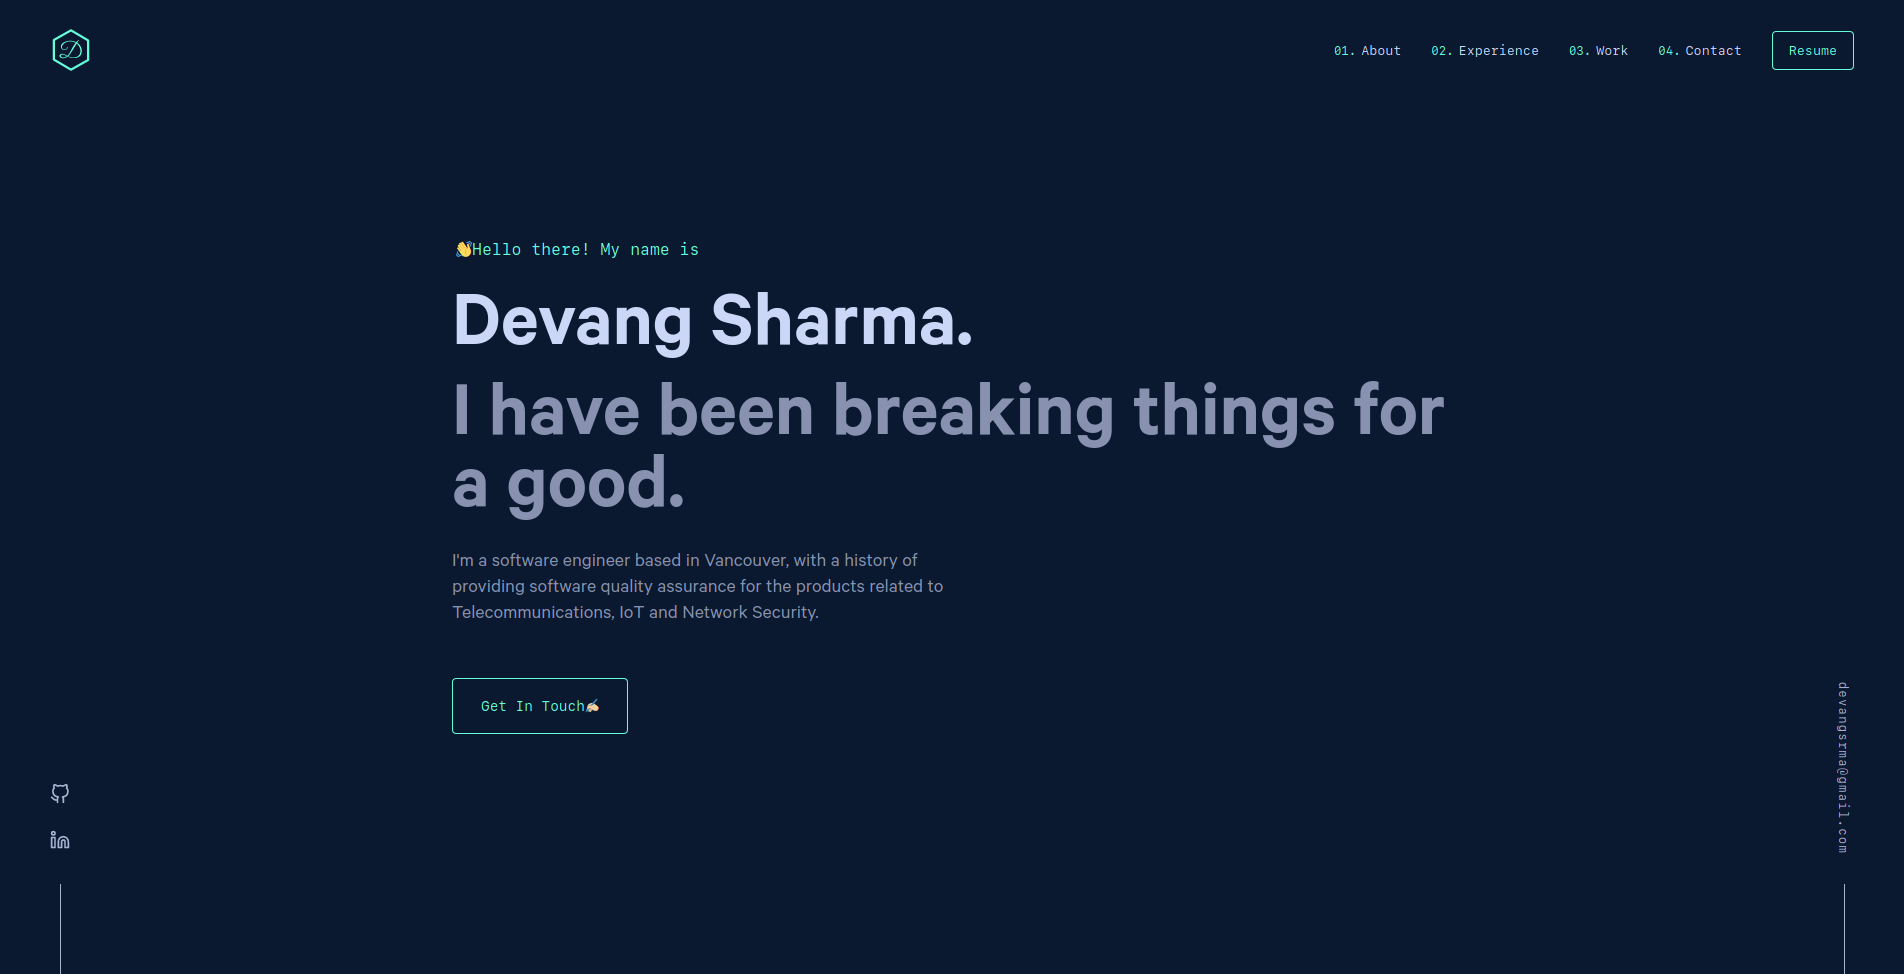 D
01. About 02. Experience 03. Work 04. Contact Resume
👋Hello there! My name is
Devang Sharma.
I have been breaking things for
a good.
I'm a software engineer based in Vancouver, with a history of
providing software quality assurance for the products related to
Telecommunications, IoT and Network Security.
Get In Touch✍🏼
devangsrma@gmail.com
in